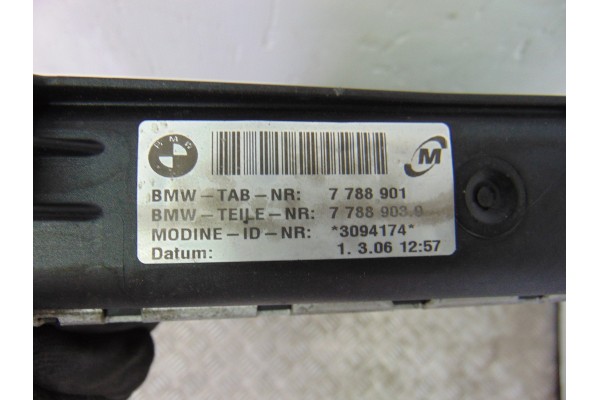 BMW
M
BMW-TAB-NR: 7 788 901
BMW-TEILE-NR: 7 788 903.9
MODINE-ID-NR: *3094174*
Datum: 1. 3.06 12:57